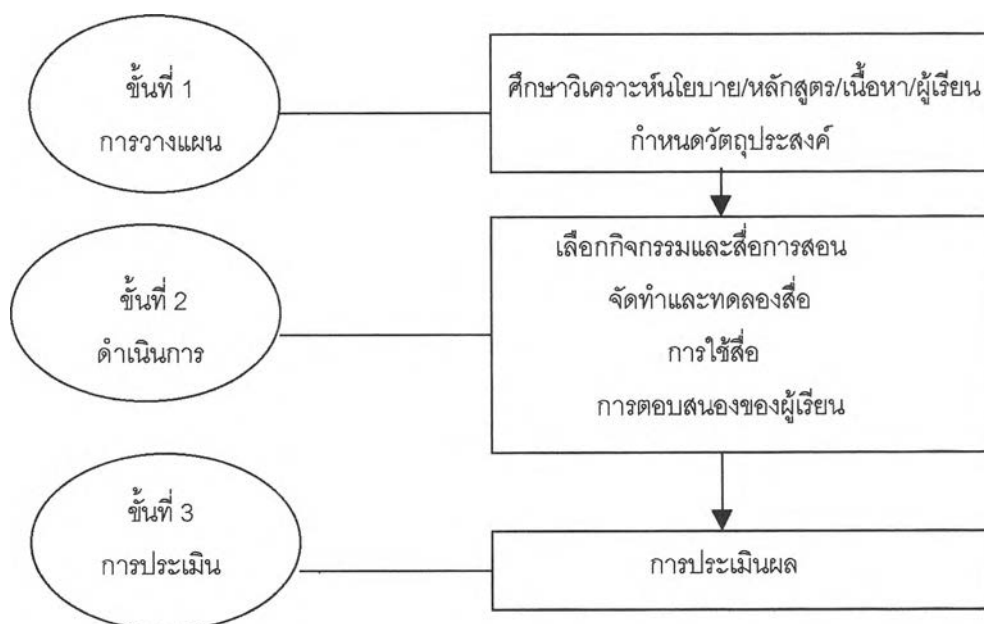 ขั้นที่ 1
การวางแผน
ศึกษาวิเคราะห์นโยบาย/หลักสูตร/เนื้อหา/ผู้เรียน
กำหนดวัตถุประสงค์
ขั้นที่ 2
ดำเนินการ
เลือกกิจกรรมและสื่อการสอน
จัดทำและทดลองสื่อ
การใช้สื่อ
การตอบสนองของผู้เรียน
ขั้นที่ 3
การประเมิน
การประเมินผล